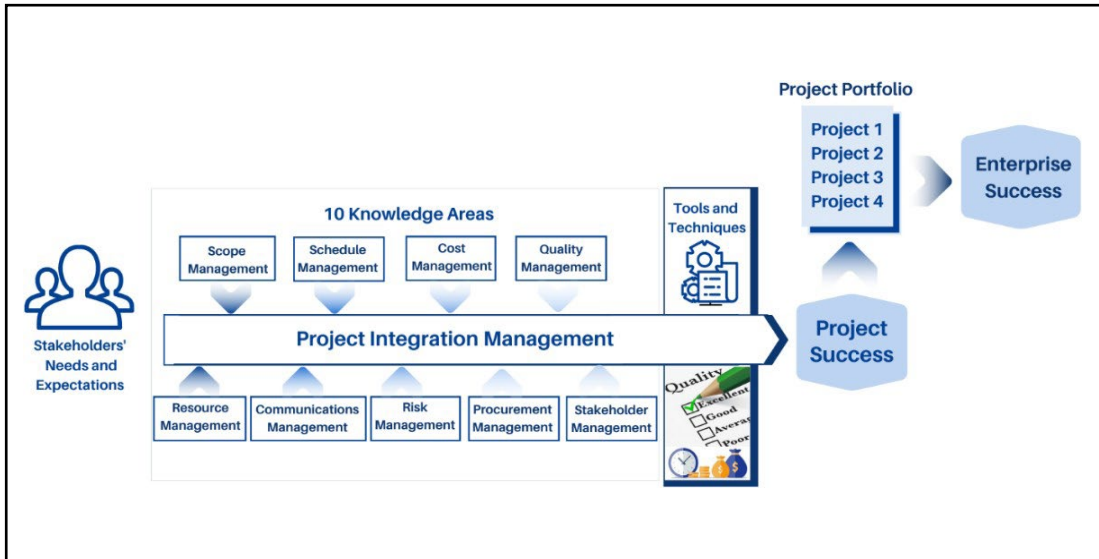 Project Portfolio
Project 1
Project 2
Project 3
Project 4
Enterprise
Success
10 Knowledge Areas
Tools and
Techniques
Scope
Management
Schedule
Management
Cost
Management
Quality
Management
Stakeholders'
Needs and
Expectations
Project Integration Management
Project
Success
Resource
Management
Communications
Management
Risk
Management
Procurement
Management
Stakeholder
Management
Quality
Excellent
Good
Average
Poor
$
$